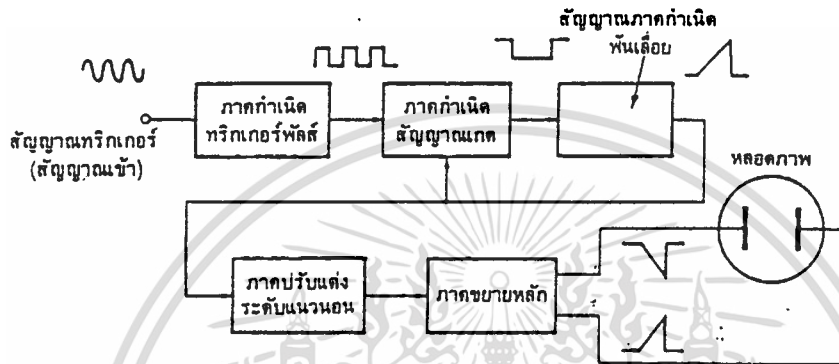 สัญญาณภาคกำเนิด
ฟันเลื่อย
ภาคกำเนิด
ทริกเกอร์พัลส์
ภาคกำเนิด
สัญญาณเกต
สัญญาณทริกเกอร์
(สัญญาณเข้า)
หลอดภาพ
ภาคปรับแต่ง
ระดับแนวนอน
ภาคขยายหลัก